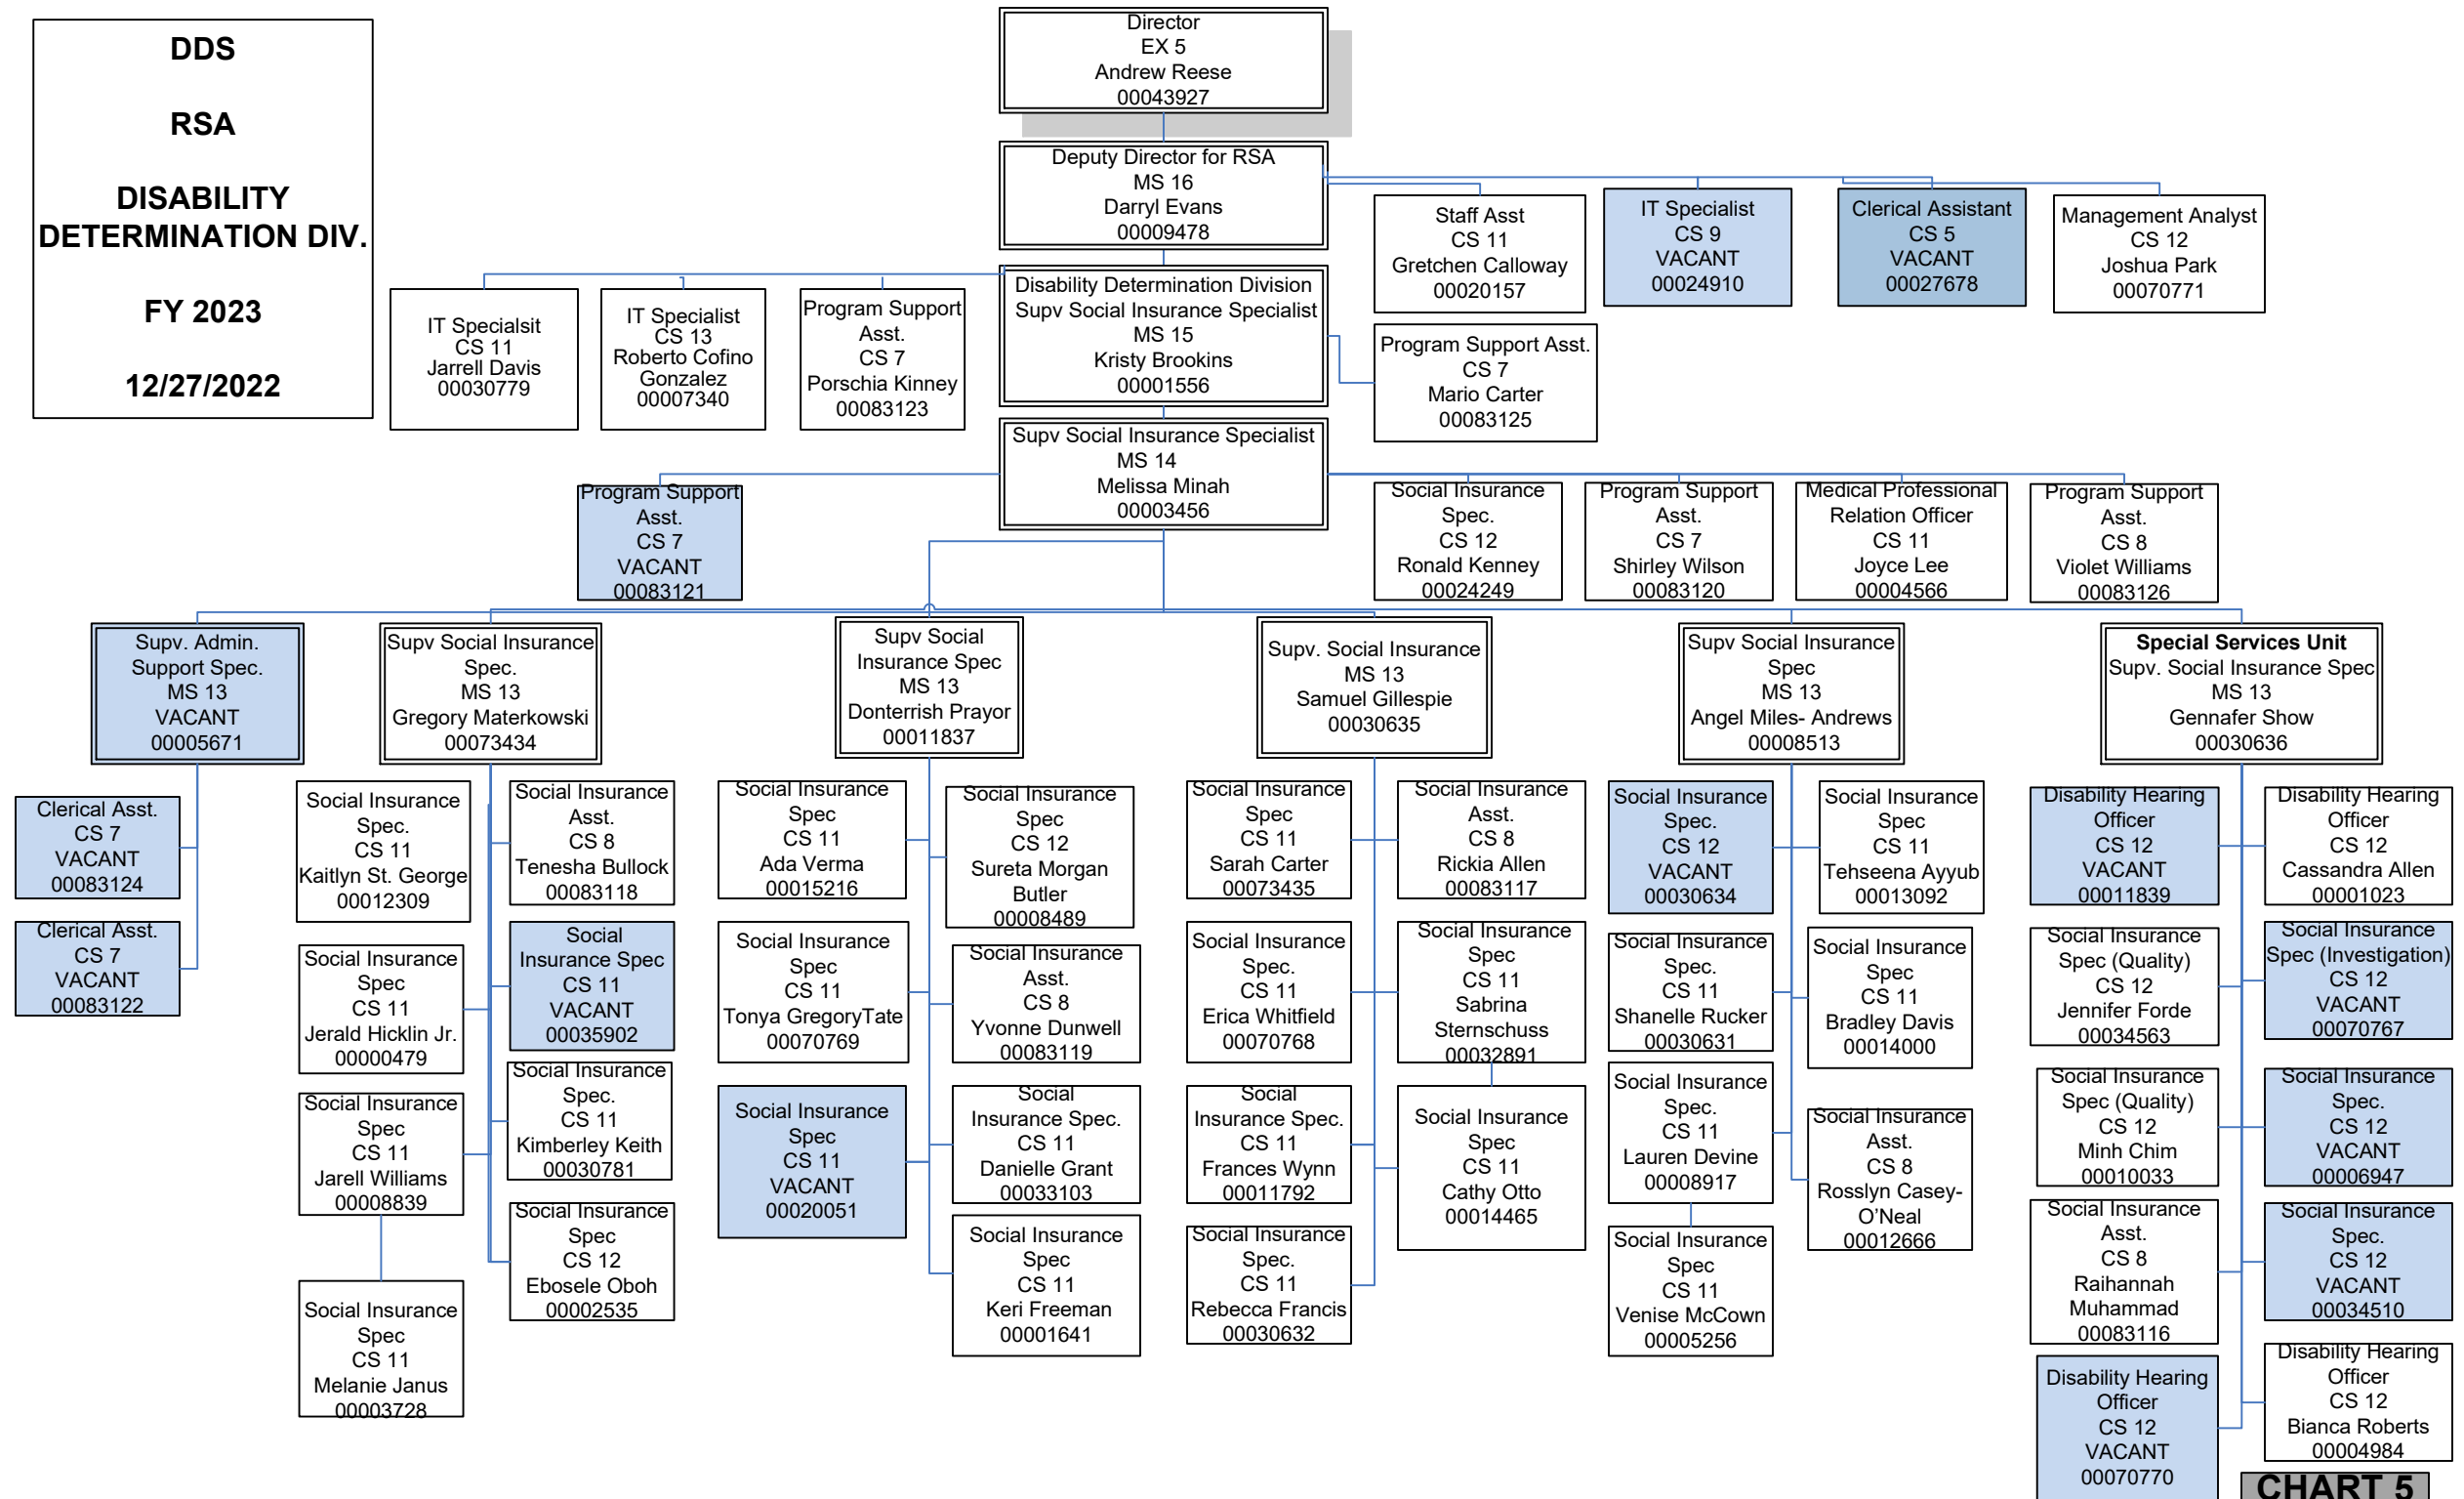 DDS
RSA
DISABILITY
DETERMINATION DIV.
FY 2023
12/27/2022
Director
EX 5
Andrew Reese
00043927
Deputy Director for RSA
MS 16
Darryl Evans
00009478
Staff Asst
CS 11
Gretchen Calloway
00020157
IT Specialist
CS 9
VACANT
00024910
Clerical Assistant
CS 5
VACANT
00027678
Management Analyst
CS 12
Joshua Park
00070771
IT Specialsit
CS 11
Jarrell Davis
00030779
IT Specialist
CS 13
Roberto Cofino
Gonzalez
00007340
Program Support
Asst.
CS 7
Porschia Kinney
00083123
Disability Determination Division
Supv Social Insurance Specialist
MS 15
Kristy Brookins
00001556
Program Support Asst.
CS 7
Mario Carter
00083125
Supv Social Insurance Specialist
MS 14
Melissa Minah
00003456
Program Support
Asst.
CS 7
VACANT
00083121
Social Insurance
Spec.
CS 12
Ronald Kenney
00024249
Program Support
Asst.
CS 7
Shirley Wilson
00083120
Medical Professional
Relation Officer
CS 11
Joyce Lee
00004566
Program Support
Asst.
CS 8
Violet Williams
00083126
Supv. Admin.
Support Spec.
MS 13
VACANT
00005671
Supv Social Insurance
Spec.
MS 13
Gregory Materkowski
00073434
Supv Social
Insurance Spec
MS 13
Donterrish Prayor
00011837
Supv. Social Insurance
MS 13
Samuel Gillespie
00030635
Supv Social Insurance
Spec
MS 13
Angel Miles- Andrews
00008513
Special Services Unit
Supv. Social Insurance Spec
MS 13
Gennafer Show
00030636
Clerical Asst.
CS 7
VACANT
00083124
Clerical Asst.
CS 7
VACANT
00083122
Social Insurance
Spec.
CS 11
Kaitlyn St. George
00012309
Social Insurance
Asst.
CS 8
Tenesha Bullock
00083118
Social Insurance
Spec
CS 11
Jerald Hicklin Jr.
00000479
Social
Insurance Spec
CS 11
VACANT
00035902
Social Insurance
Spec
CS 11
Jarell Williams
00008839
Social Insurance
Spec.
CS 11
Kimberley Keith
00030781
Social Insurance
Spec
CS 12
Ebosele Oboh
00002535
Social Insurance
Spec
CS 11
Melanie Janus
00003728
Social Insurance
Spec
CS 11
Ada Verma
00015216
Social Insurance
Spec
CS 12
Sureta Morgan
Butler
00008489
Social Insurance
Spec
CS 11
Tonya GregoryTate
00070769
Social Insurance
Asst.
CS 8
Yvonne Dunwell
00083119
Social Insurance
Spec
CS 11
VACANT
00020051
Social
Insurance Spec.
CS 11
Danielle Grant
00033103
Social Insurance
Spec
CS 11
Keri Freeman
00001641
Social Insurance
Spec
CS 11
Sarah Carter
00073435
Social Insurance
Asst.
CS 8
Rickia Allen
00083117
Social Insurance
Spec.
CS 11
Erica Whitfield
00070768
Social Insurance
Spec
CS 11
Sabrina
Sternschuss
00032891
Social
Insurance Spec.
CS 11
Frances Wynn
00011792
Social Insurance
Spec
CS 11
Cathy Otto
00014465
Social Insurance
Spec.
CS 11
Rebecca Francis
00030632
Social Insurance
Spec.
CS 12
VACANT
00030634
Social Insurance
Spec
CS 11
Tehseena Ayyub
00013092
Social Insurance
Spec.
CS 11
Shanelle Rucker
00030631
Social Insurance
Spec
CS 11
Bradley Davis
00014000
Social Insurance
Spec.
CS 11
Lauren Devine
00008917
Social Insurance
Asst.
CS 8
Rosslyn Casey-
O'Neal
00012666
Social Insurance
Spec
CS 11
Venise McCown
00005256
Disability Hearing
Officer
CS 12
VACANT
00011839
Disability Hearing
Officer
CS 12
Cassandra Allen
00001023
Social Insurance
Spec (Quality)
CS 12
Jennifer Forde
00034563
Social Insurance
Spec (Investigation)
CS 12
VACANT
00070767
Social Insurance
Spec (Quality)
CS 12
Minh Chim
00010033
Social Insurance
Spec.
CS 12
VACANT
00006947
Social Insurance
Asst.
CS 8
Raihannah
Muhammad
00083116
Social Insurance
Spec.
CS 12
VACANT
00034510
Disability Hearing
Officer
CS 12
VACANT
00070770
Disability Hearing
Officer
CS 12
Bianca Roberts
00004984
CHART 5